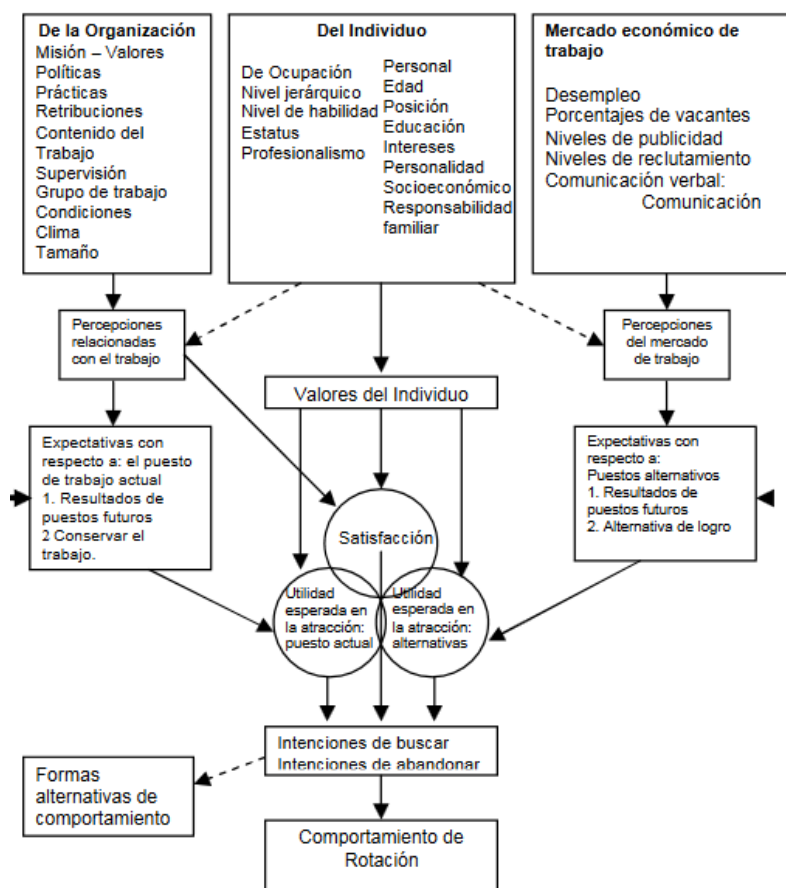 De la Organización
Misión – Valores
Políticas
Prácticas
Retribuciones
Contenido del
Trabajo
Supervisión
Grupo de trabajo
Condiciones
Clima
Tamaño
Del Individuo
De Ocupación
Nivel jerárquico
Nivel de habilidad
Estatus
Profesionalismo
Personal
Edad
Posición
Educación
Intereses
Personalidad
Socioeconómico
Responsabilidad
familiar
Mercado económico de
trabajo
Desempleo
Porcentajes de vacantes
Niveles de publicidad
Niveles de reclutamiento
Comunicación verbal:
Comunicación
Percepciones
relacionadas
con el trabajo
Percepciones
del mercado
de trabajo
Valores del Individuo
Expectativas con
respecto a: el puesto
de trabajo actual
1. Resultados de
puestos futuros
2 Conservar el
trabajo.
Expectativas con
respecto a:
Puestos alternativos
1. Resultados de
puestos futuros
2. Alternativa de logro
Satisfacción
Utilidad
esperada en
la atracción:
puesto actual
Utilidad
esperada en
la atracción:
alternativas
Intenciones de buscar
Intenciones de abandonar
Formas
alternativas de
comportamiento
Comportamiento de
Rotación